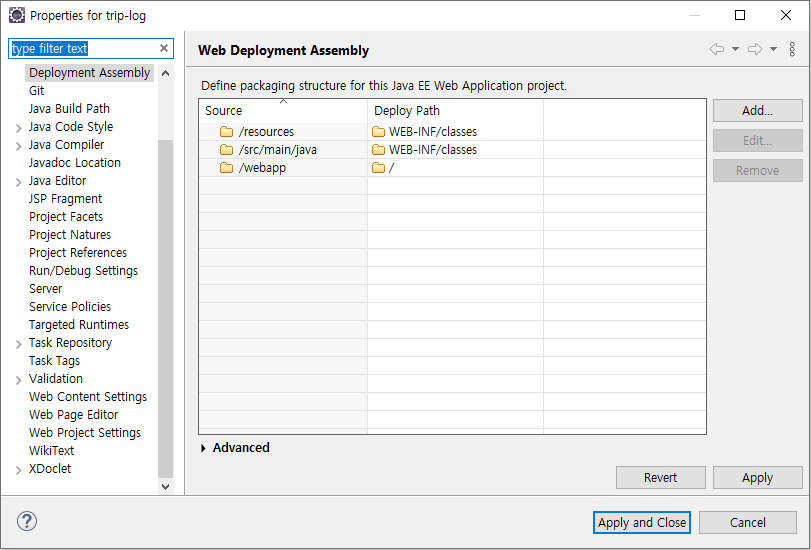 Properties for trip-log
type filter text
Deployment Assembly
Git
Java Build Path
Java Code Style
Java Compiler
Javadoc Location
Java Editor
JSP Fragment
Project Facets
Project Natures
Project References
Run/Debug Settings
Server
Service Policies
Targeted Runtimes
Task Repository
Task Tags
Validation
Web Content Settings
Web Page Editor
Web Project Settings
WikiText
XDoclet
Web Deployment Assembly
Define packaging structure for this Java EE Web Application project.
Source Deploy Path
/resources WEB-INF/classes
/src/main/java WEB-INF/classes
/webapp /
Add...
Edit...
Remove
Advanced
Revert Apply
Apply and Close Cancel